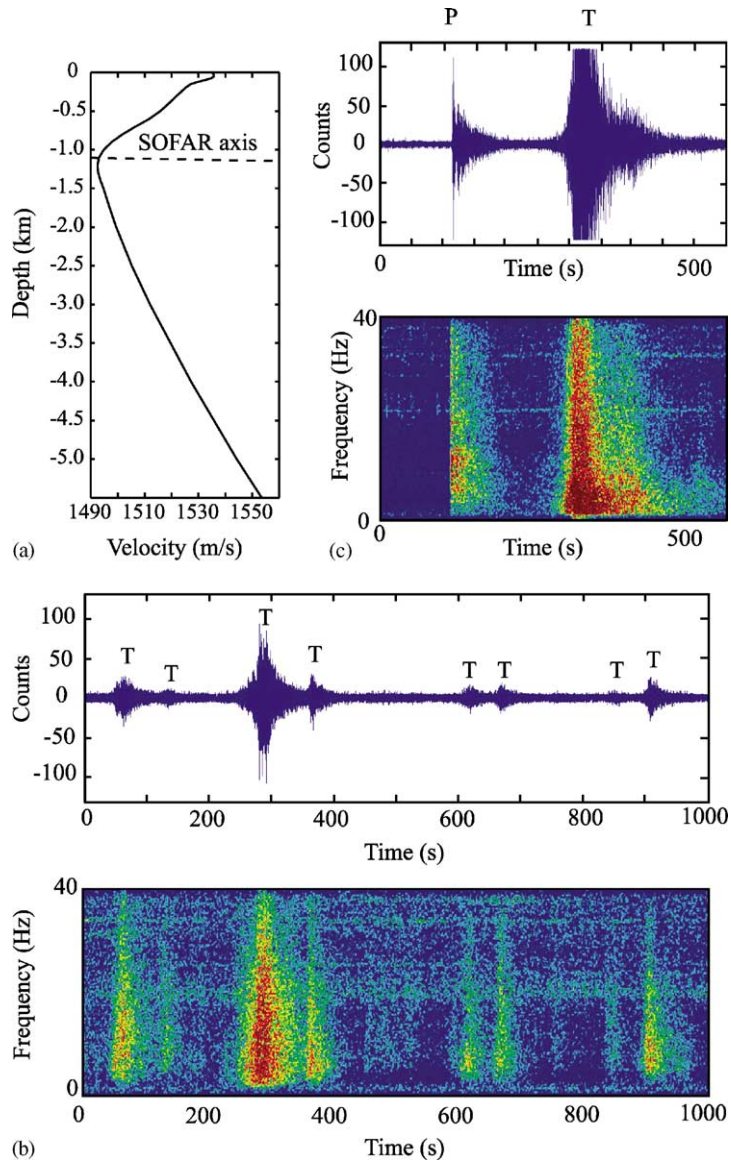 0
-0.5
SOFAR axis
-1.0
-1.5
-2.0
-2.5
-3.0
-3.5
-4.0
-4.5
-5.0
Depth (km)
1490 1510 1530 1550
(a) Velocity (m/s)
P T
100
50
0
-50
-100
Counts
0 Time (s) 500
40
Frequency (Hz)
0
0 500
(c) Time (s)
100
50
0
-50
-100
Counts
T T T T T T T T
0 200 400 600 800 1000
Time (s)
40
Frequency (Hz)
0
0 200 400 600 800 1000
(b) Time (s)